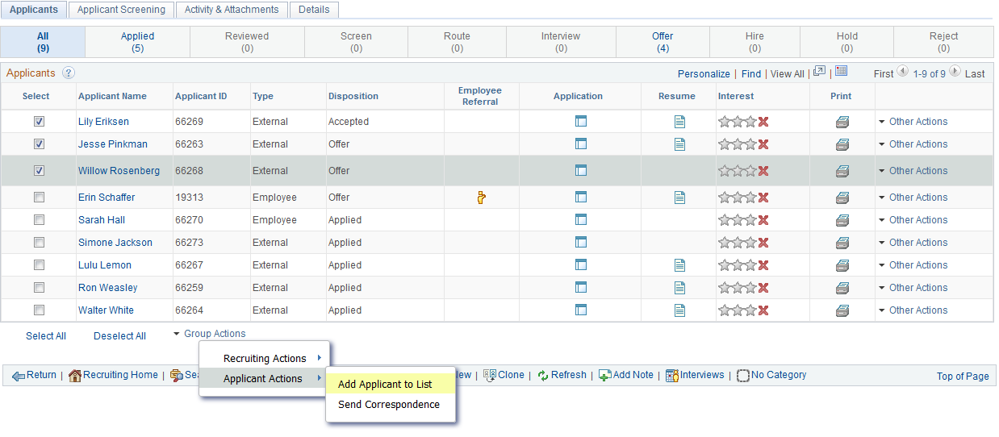 Applicants Applicant Screening Activity & Attachments Details
All Applied Reviewed Screen Route Interview Offer Hire Hold Reject
(9) (5) (0) (0) (0) (0) (4) (0) (0) (0)
Applicants ? Personalize | Find | View All | | First 1-9 of 9 Last
Select Applicant Name Applicant ID Type Disposition Employee Referral Application Resume Interest Print
Lily Eriksen 66269 External Accepted Other Actions
Jesse Pinkman 66263 External Offer Other Actions
Willow Rosenberg 66268 External Offer Other Actions
Erin Schaffer 19313 Employee Offer Other Actions
Sarah Hall 66270 Employee Applied Other Actions
Simone Jackson 66273 External Applied Other Actions
Lulu Lemon 66267 External Applied Other Actions
Ron Weasley 66259 External Applied Other Actions
Walter White 66264 External Applied Other Actions
Select All Deselect All Group Actions
Recruiting Actions
Applicant Actions
Add Applicant to List
Send Correspondence
Return | Recruiting Home | | Clone | Refresh | Add Note | Interviews | No Category Top of Page